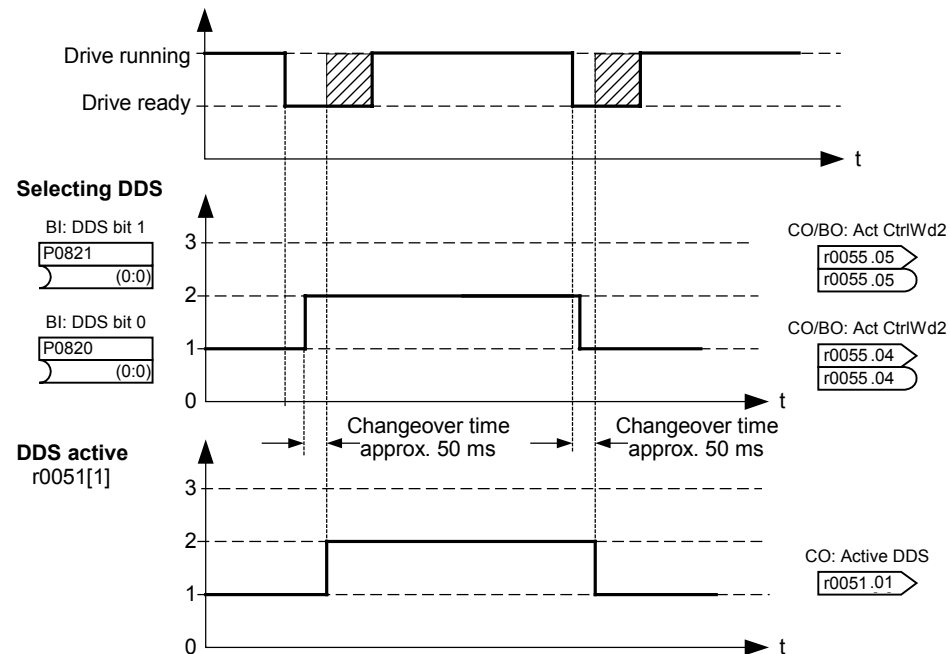 Drive running
Drive ready
t
Selecting DDS
BI: DDS bit 1
P0821
(0:0)
BI: DDS bit 0
P0820
(0:0)
3
2
1
0
t
CO/BO: Act CtrlWd2
r0055.05
r0055.05
CO/BO: Act CtrlWd2
r0055.04
r0055.04
Changeover time
approx. 50 ms
Changeover time
approx. 50 ms
DDS active
r0051[1]
3
2
1
0
t
CO: Active DDS
r0051.01